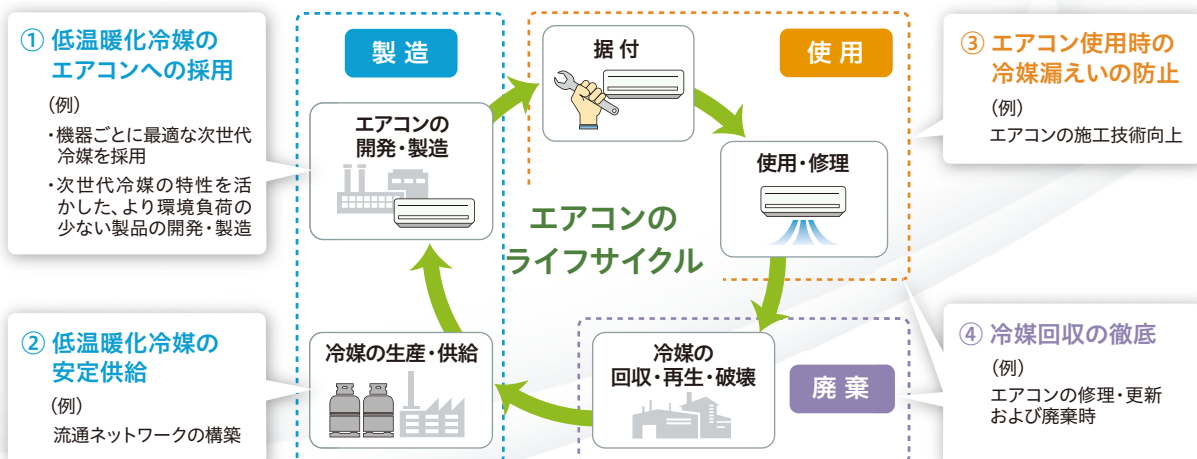 ① 低温暖化冷媒の
エアコンへの採用
(例)
・機器ごとに最適な次世代
冷媒を採用
・次世代冷媒の特性を活
かした、より環境負荷の
少ない製品の開発・製造
② 低温暖化冷媒の
安定供給
(例)
流通ネットワークの構築
製造
エアコンの
開発・製造
冷媒の生産・供給
据付
使用
使用・修理
エアコンの
ライフサイクル
冷媒の
回収・再生・破壊
廃棄
③ エアコン使用時の
冷媒漏えいの防止
(例)
エアコンの施工技術向上
④ 冷媒回収の徹底
(例)
エアコンの修理・更新
および廃棄時